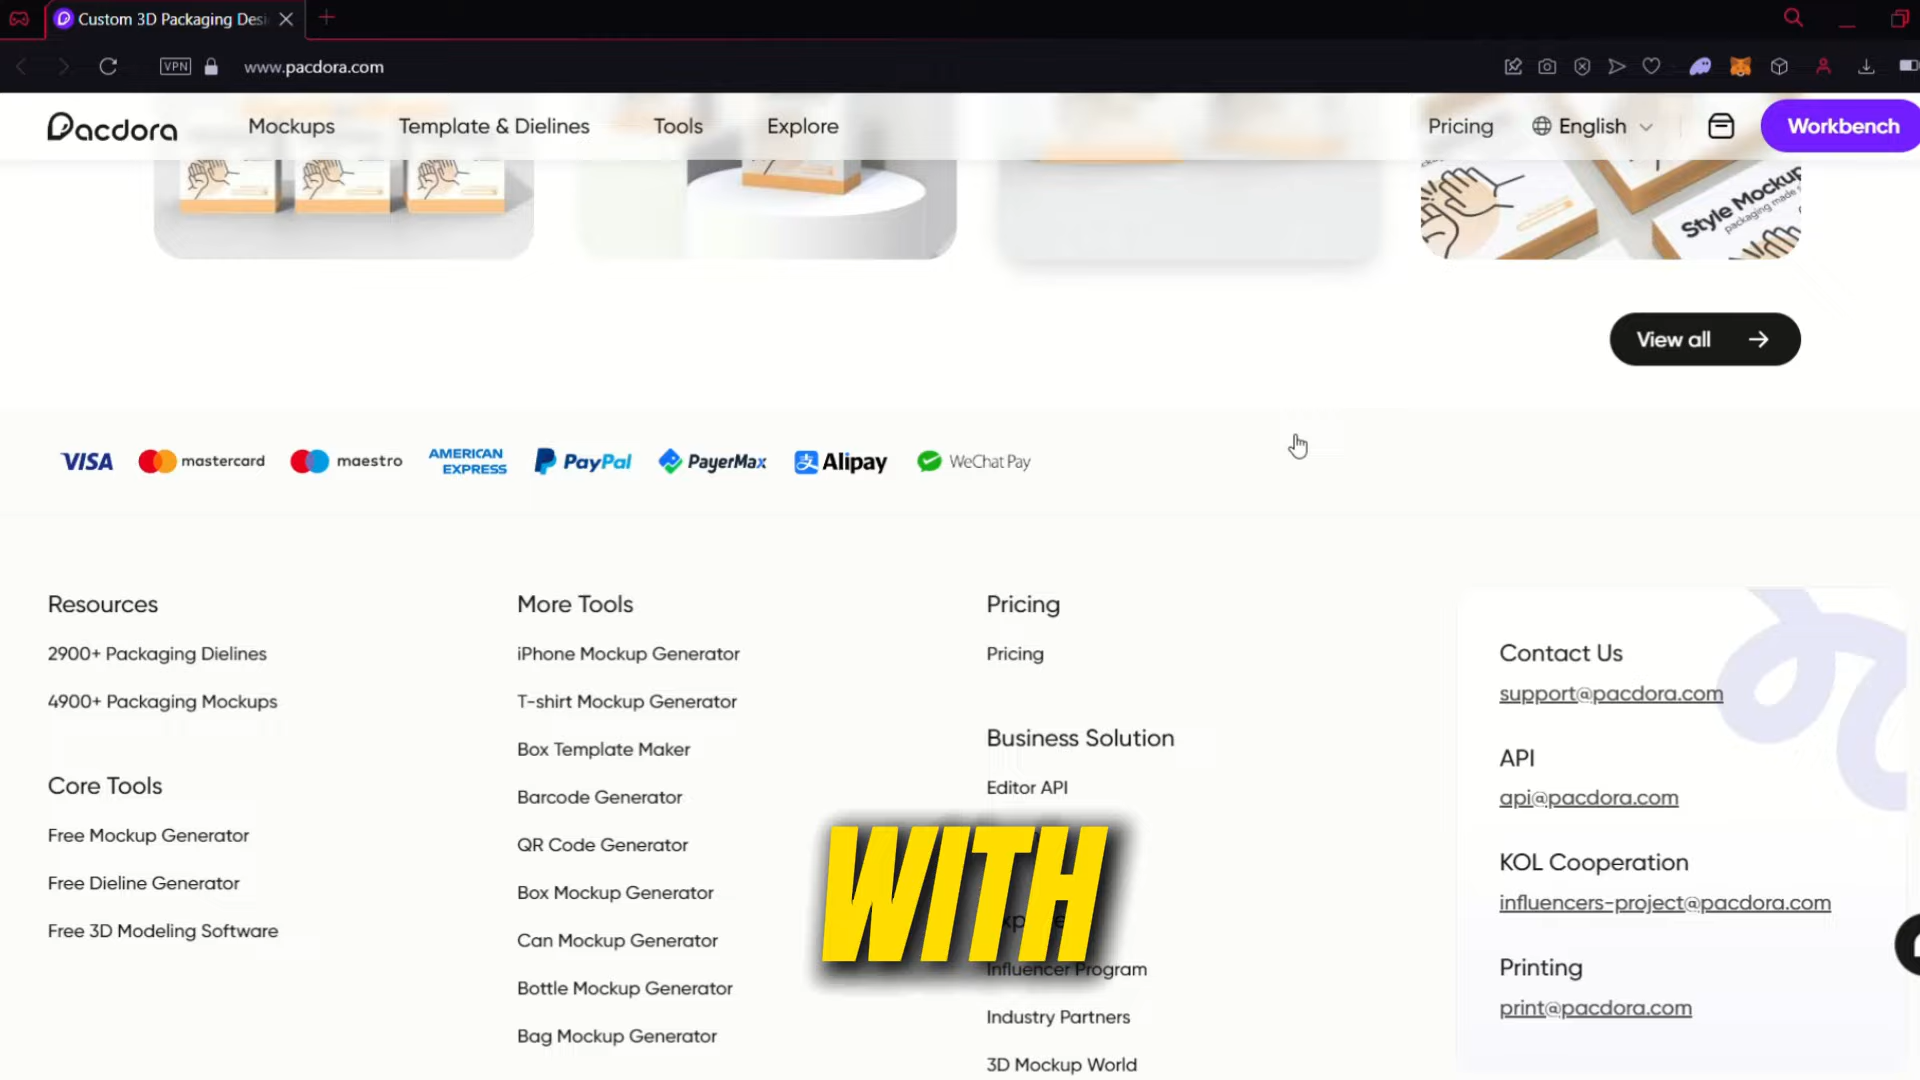 Custom 3D Packaging Desi
VPN
www.pacdora.com
Pacdora
Mockups
Template & Dielines
Tools
Explore
Pricing
English
Workbench
Style Mocku
packaging made
View all
VISA
mastercard
maestro
AMERICAN
EXPRESS
PayPal
PayerMax
Alipay
WeChat Pay
Resources
2900+ Packaging Dielines
4900+ Packaging Mockups
Core Tools
Free Mockup Generator
Free Dieline Generator
Free 3D Modeling Software
More Tools
iPhone Mockup Generator
T-shirt Mockup Generator
Box Template Maker
Barcode Generator
QR Code Generator
Box Mockup Generator
Can Mockup Generator
Bottle Mockup Generator
Bag Mockup Generator
Pricing
Pricing
Business Solution
Editor API
WITH
Influencer Program
Industry Partners
3D Mockup World
Contact Us
support@pacdora.com
API
api@pacdora.com
KOL Cooperation
influencers-project@pacdora.com
Printing
print@pacdora.com